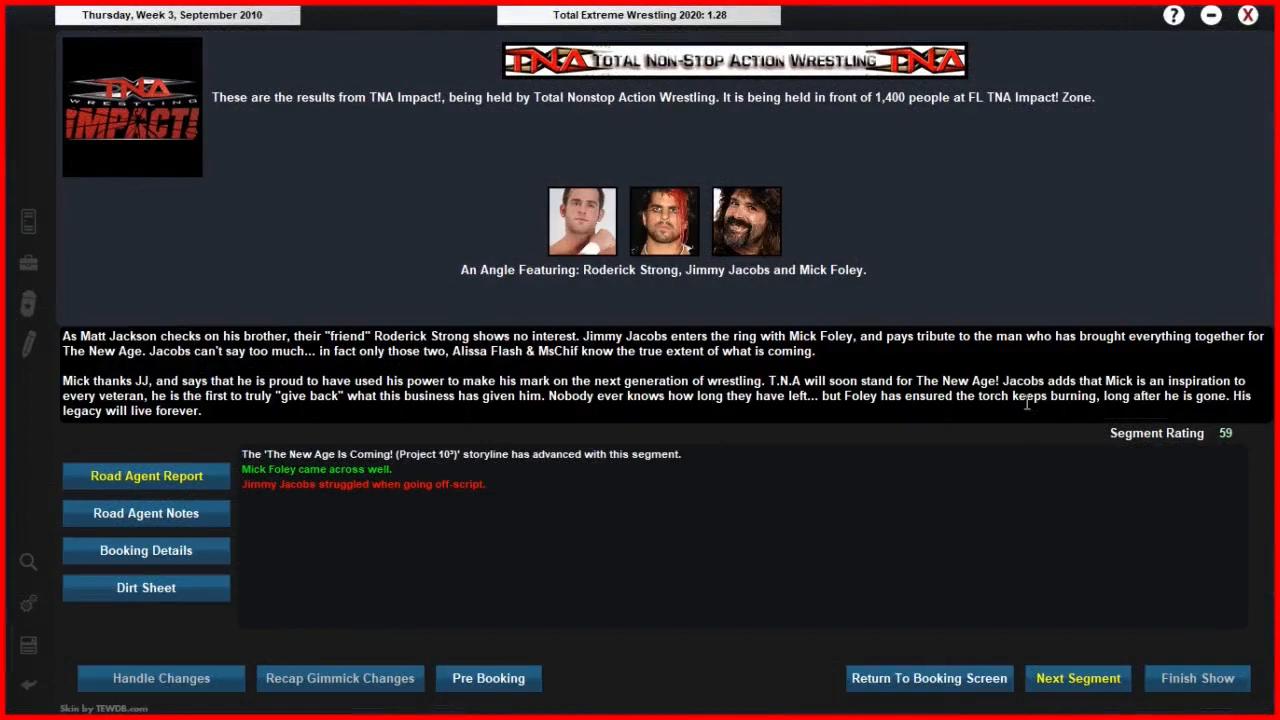 Thursday, Week 3, September 2010
Total Extreme Wrestling 2020: 1.28
? – X
TNA WRESTLING IMPACT!
TNA TOTAL NON-STOP ACTION WRESTLING TNA
These are the results from TNA Impact!, being held by Total Nonstop Action Wrestling. It is being held in front of 1,400 people at FL TNA Impact! Zone.
An Angle Featuring: Roderick Strong, Jimmy Jacobs and Mick Foley.
As Matt Jackson checks on his brother, their "friend" Roderick Strong shows no interest. Jimmy Jacobs enters the ring with Mick Foley, and pays tribute to the man who has brought everything together for
The New Age. Jacobs can't say too much... in fact only those two, Alissa Flash & MsChif know the true extent of what is coming.
Mick thanks JJ, and says that he is proud to have used his power to make his mark on the next generation of wrestling. T.N.A will soon stand for The New Age! Jacobs adds that Mick is an inspiration to
every veteran, he is the first to truly "give back" what this business has given him. Nobody ever knows how long they have left... but Foley has ensured the torch keeps burning, long after he is gone. His
legacy will live forever.
Segment Rating 59
The 'The New Age Is Coming! (Project 10³)' storyline has advanced with this segment.
Mick Foley came across well.
Jimmy Jacobs struggled when going off-script.
Road Agent Report
Road Agent Notes
Booking Details
Dirt Sheet
Handle Changes
Recap Gimmick Changes
Pre Booking
Return To Booking Screen
Next Segment
Finish Show
Skin by TEWDB.com